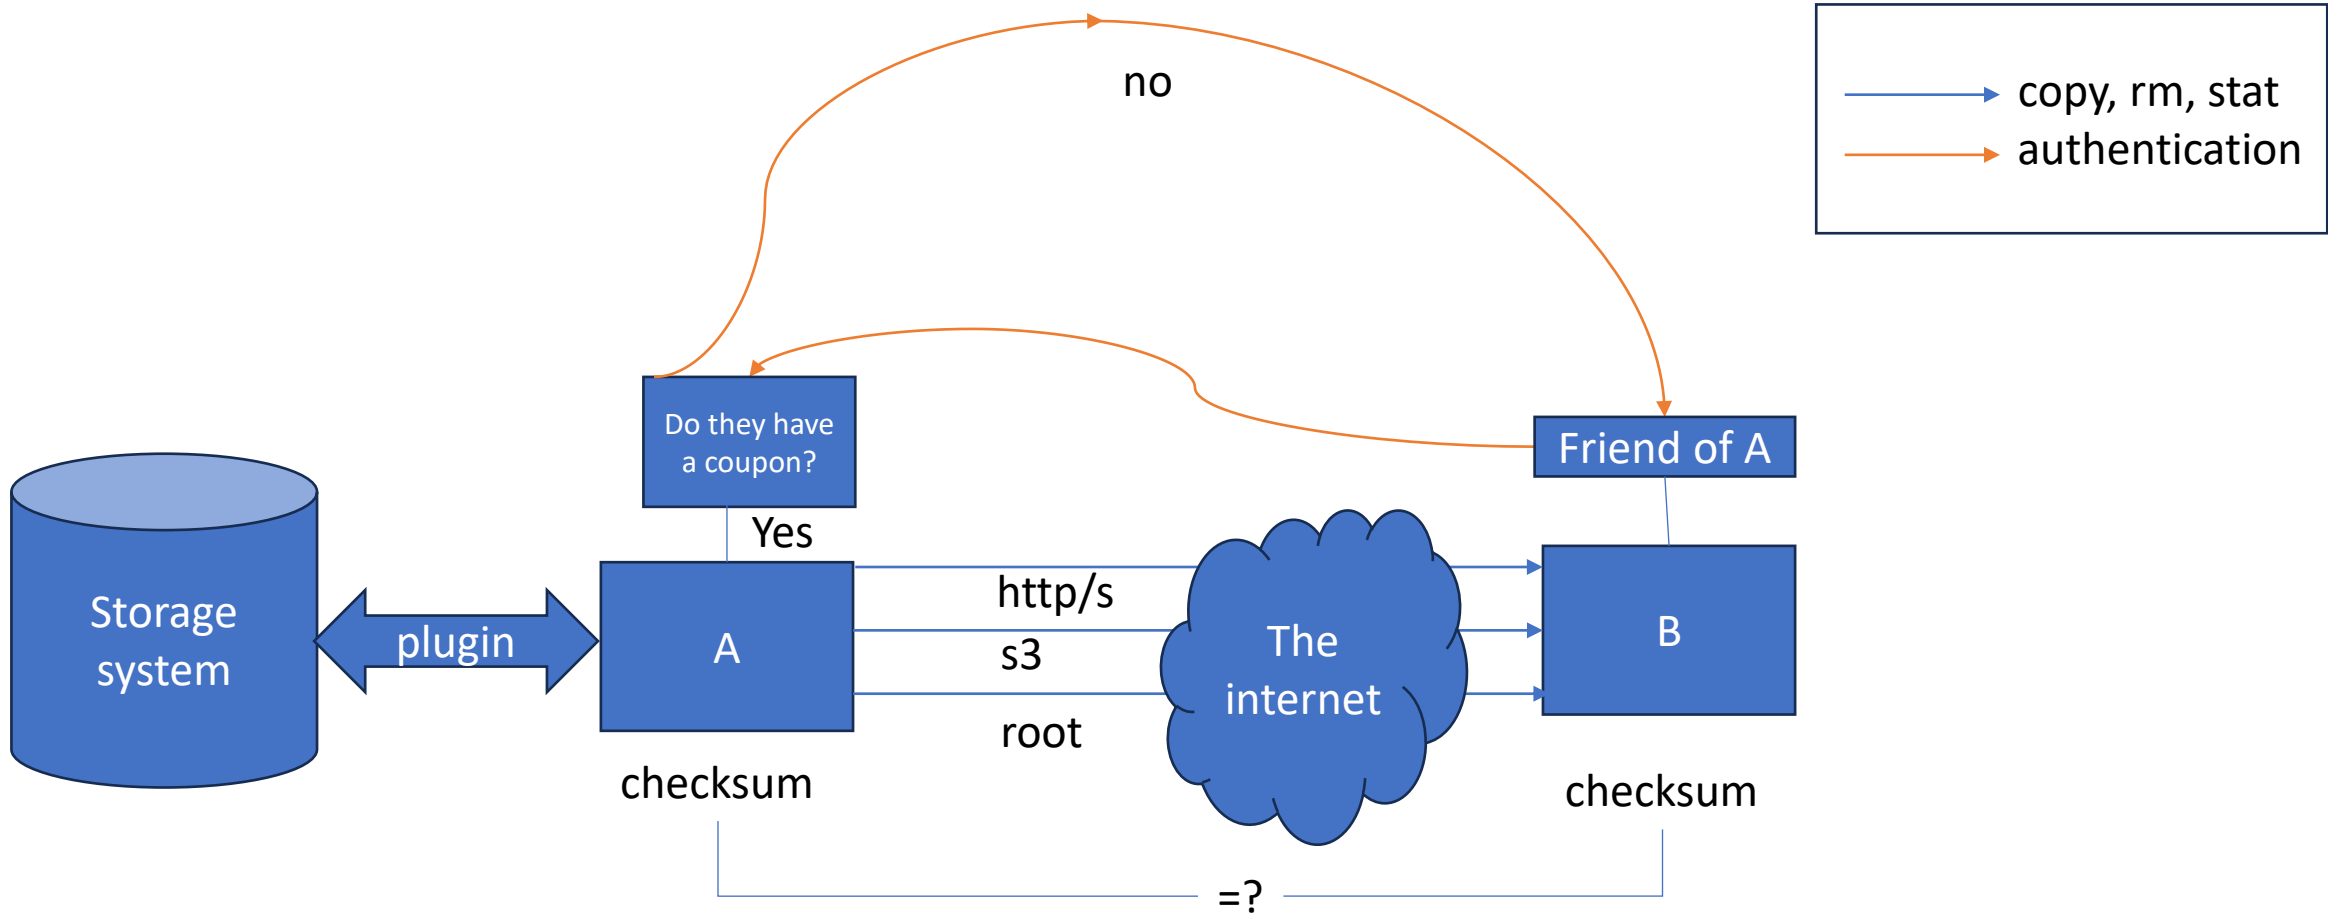 no
copy, rm, stat
authentication
Do they have
a coupon?
Friend of A
Yes
Storage
system
plugin
A
http/s
s3
root
The
internet
B
checksum
checksum
=?